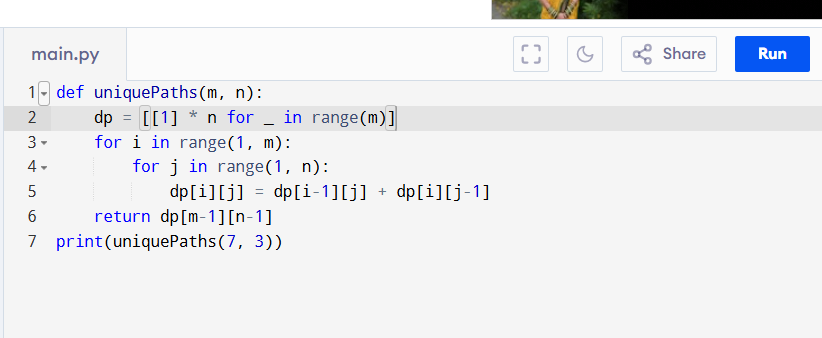 main.py
Share
Run
1 def uniquePaths(m, n):
2     dp = [[1] * n for _ in range(m)]
3     for i in range(1, m):
4         for j in range(1, n):
5             dp[i][j] = dp[i-1][j] + dp[i][j-1]
6     return dp[m-1][n-1]
7 print(uniquePaths(7, 3))